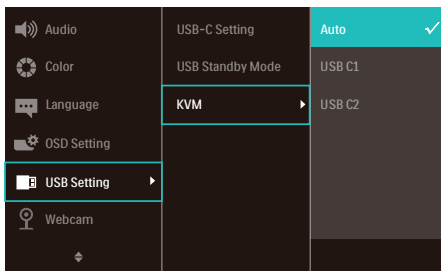 Audio
Color
Language
OSD Setting
USB Setting
Webcam
USB-C Setting
USB Standby Mode
KVM
Auto
USB C1
USB C2